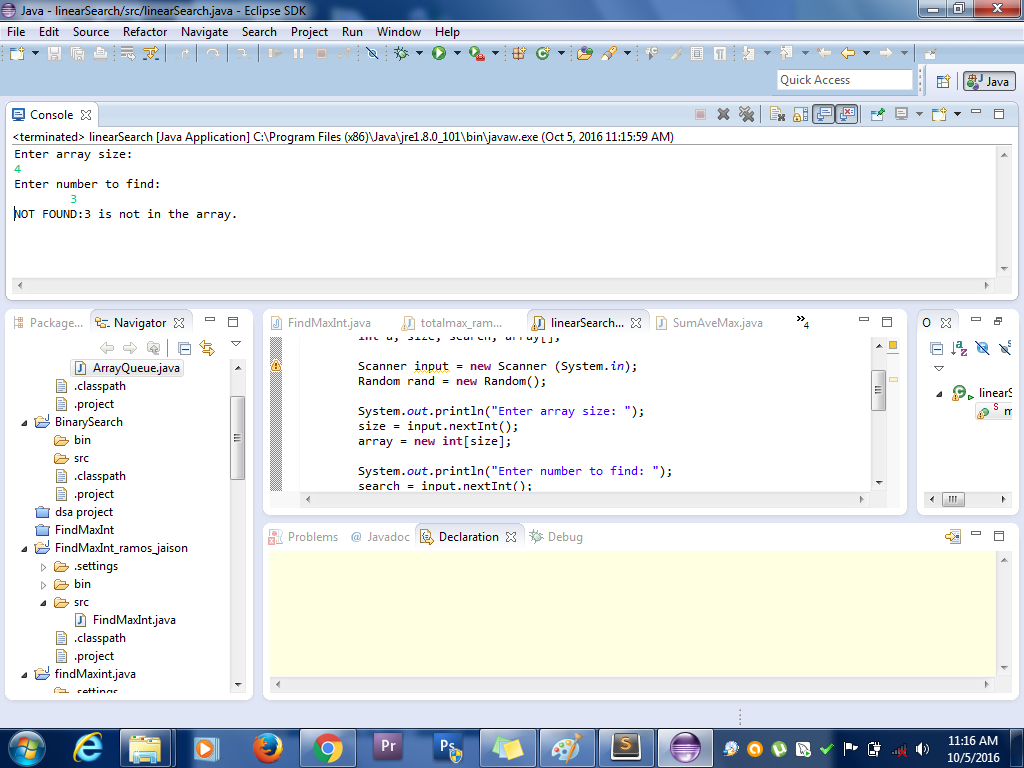 Java - linearSearch/src/linearSearch.java - Eclipse SDK
File Edit Source Refactor Navigate Search Project Run Window Help
Quick Access
Java
Console
<terminated> linearSearch [Java Application] C:\Program Files (x86)\Java\jre1.8.0_101\bin\javaw.exe (Oct 5, 2016 11:15:59 AM)
Enter array size:
4
Enter number to find:
3
NOT FOUND:3 is not in the array.
Package... Navigator
ArrayQueue.java
.classpath
.project
BinarySearch
bin
src
.classpath
.project
dsa project
FindMaxInt
FindMaxInt_ramos_jaison
.settings
bin
src
FindMaxInt.java
.classpath
.project
findMaxint.java
.settings
FindMaxInt.java totalmax_ram... linearSearch... SumAveMax.java »4
int a, size, search, array[];
Scanner input = new Scanner (System.in);
Random rand = new Random();
System.out.println("Enter array size: ");
size = input.nextInt();
array = new int[size];
System.out.println("Enter number to find: ");
search = input.nextInt();
O
linearS
S m
Problems @ Javadoc Declaration Debug
Pr Ps S
11:16 AM
10/5/2016